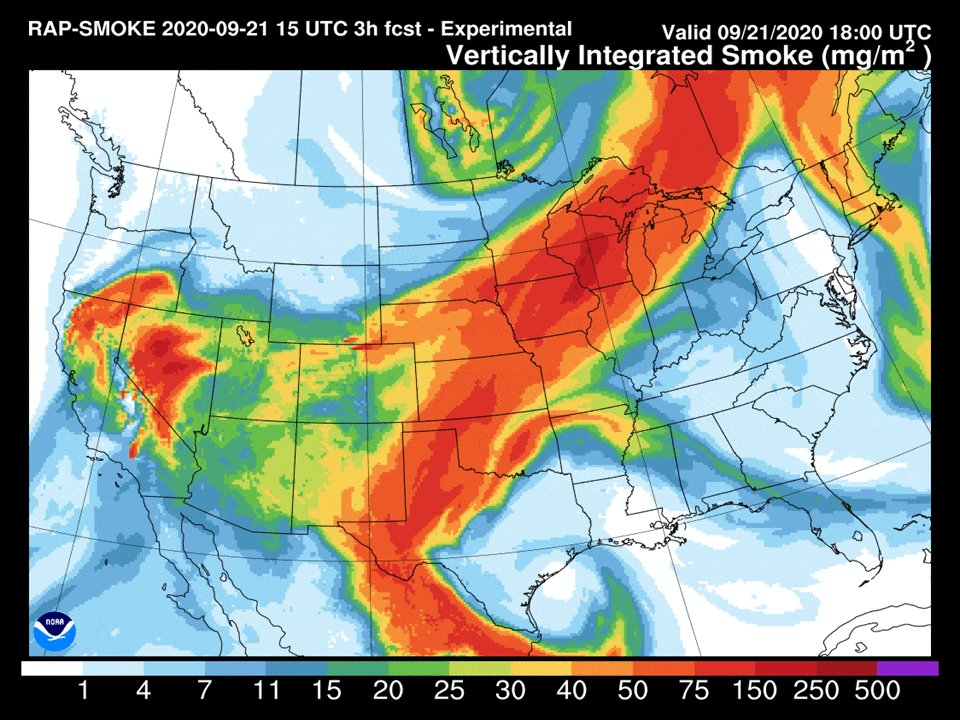 RAP-SMOKE 2020-09-21 15 UTC 3h fcst - Experimental
Valid 09/21/2020 18:00 UTC
Vertically Integrated Smoke (mg/m²)
NOAA
1 4 7 11 15 20 25 30 40 50 75 150 250 500